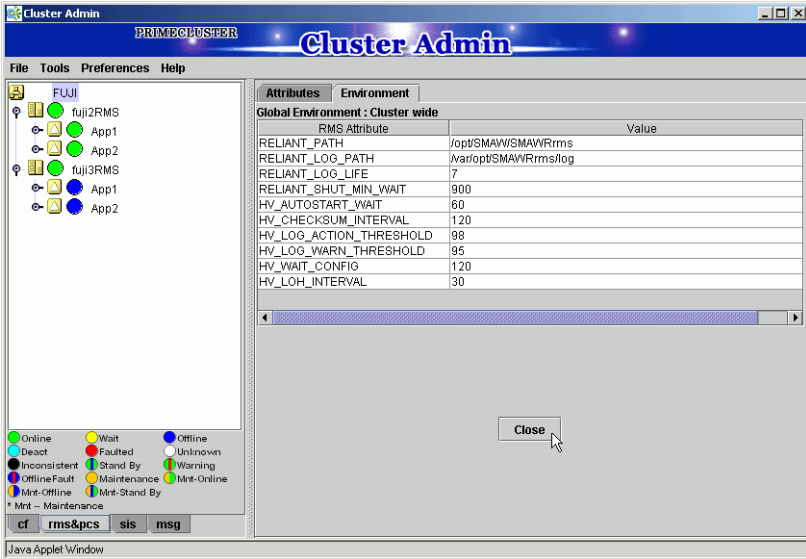 Cluster Admin
PRIMECLUSTER
Cluster Admin
File Tools Preferences Help
FUJI
fuji2RMS
App1
App2
fuji3RMS
App1
App2
Online Wait Offline
Deact Faulted Unknown
Inconsistent Stand By Warning
OfflineFault Maintenance Mnt-Online
Mnt-Offline Mnt-Stand By
* Mnt -- Maintenance
cf rms&pcs sis msg
Attributes Environment
Global Environment : Cluster wide
RMS Attribute Value
RELIANT_PATH /opt/SMAW/SMAWRrms
RELIANT_LOG_PATH /var/opt/SMAWRrms/log
RELIANT_LOG_LIFE 7
RELIANT_SHUT_MIN_WAIT 900
HV_AUTOSTART_WAIT 60
HV_CHECKSUM_INTERVAL 120
HV_LOG_ACTION_THRESHOLD 98
HV_LOG_WARN_THRESHOLD 95
HV_WAIT_CONFIG 120
HV_LOH_INTERVAL 30
Close
Java Applet Window